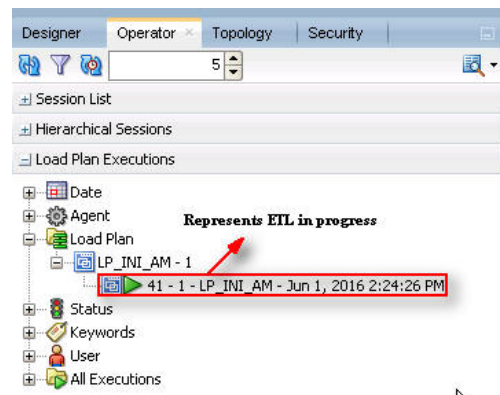 Designer Operator Topology Security
5
Session List
Hierarchical Sessions
Load Plan Executions
Date
Agent
Represents ETL in progress
Load Plan
LP_INI_AM - 1
41 - 1 - LP_INI_AM - Jun 1, 2016 2:24:26 PM
Status
Keywords
User
All Executions